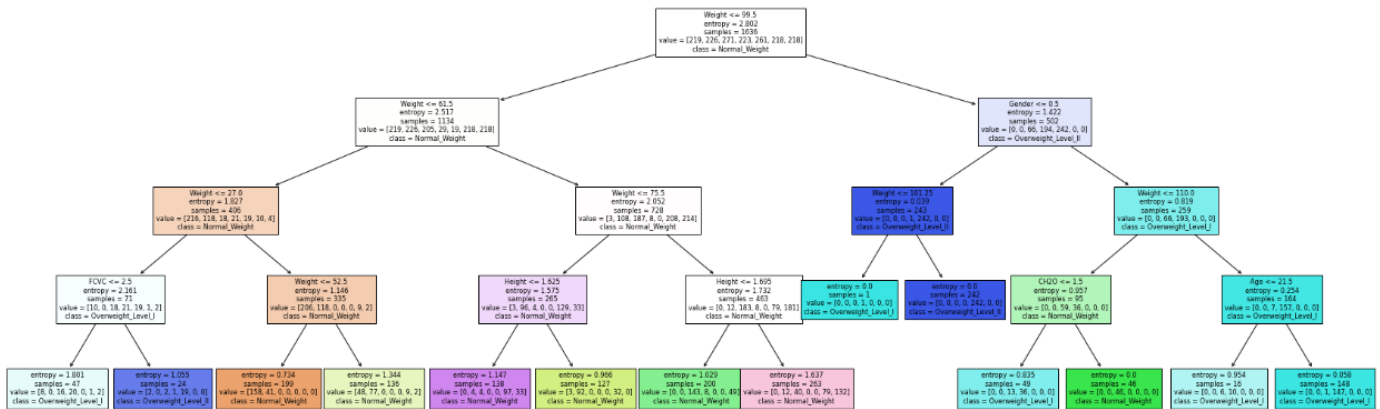 Weight <= 99.5
entropy = 2.802
samples = 1636
value = [219, 226, 271, 223, 261, 218, 218]
class = Normal_Weight
Weight <= 61.5
entropy = 2.517
samples = 1134
value = [219, 226, 205, 29, 19, 218, 218]
class = Normal_Weight
Gender <= 0.5
entropy = 1.422
samples = 502
value = [0, 0, 66, 194, 242, 0, 0]
class = Overweight_Level_II
Weight <= 27.0
entropy = 1.827
samples = 406
value = [216, 118, 18, 21, 19, 10, 4]
class = Normal_Weight
Weight <= 75.5
entropy = 2.052
samples = 728
value = [3, 108, 187, 8, 0, 208, 214]
class = Normal_Weight
Weight <= 101.25
entropy = 0.039
samples = 243
value = [0, 0, 0, 1, 242, 0, 0]
class = Overweight_Level_II
Weight <= 110.0
entropy = 0.819
samples = 259
value = [0, 0, 66, 193, 0, 0, 0]
class = Overweight_Level_I
FCVC <= 2.5
entropy = 2.161
samples = 71
value = [10, 0, 18, 21, 19, 1, 2]
class = Overweight_Level_I
Weight <= 52.5
entropy = 1.146
samples = 335
value = [206, 118, 0, 0, 0, 9, 2]
class = Normal_Weight
Height <= 1.625
entropy = 1.575
samples = 265
value = [3, 96, 4, 0, 0, 129, 33]
class = Normal_Weight
Height <= 1.695
entropy = 1.732
samples = 463
value = [0, 12, 183, 8, 0, 79, 181]
class = Normal_Weight
entropy = 0.0
samples = 1
value = [0, 0, 0, 1, 0, 0, 0]
class = Overweight_Level_I
entropy = 0.0
samples = 242
value = [0, 0, 0, 0, 242, 0, 0]
class = Overweight_Level_II
CH2O <= 1.5
entropy = 0.957
samples = 95
value = [0, 0, 59, 36, 0, 0, 0]
class = Normal_Weight
Age <= 21.5
entropy = 0.254
samples = 164
value = [0, 0, 7, 157, 0, 0, 0]
class = Overweight_Level_I
entropy = 1.801
samples = 47
value = [8, 0, 16, 20, 0, 1, 2]
class = Overweight_Level_I
entropy = 1.055
samples = 24
value = [2, 0, 2, 1, 19, 0, 0]
class = Overweight_Level_II
entropy = 0.734
samples = 199
value = [158, 41, 0, 0, 0, 0, 0]
class = Normal_Weight
entropy = 1.344
samples = 136
value = [48, 77, 0, 0, 0, 9, 2]
class = Normal_Weight
entropy = 1.147
samples = 138
value = [0, 4, 4, 0, 0, 97, 33]
class = Normal_Weight
entropy = 0.966
samples = 127
value = [3, 92, 0, 0, 0, 32, 0]
class = Normal_Weight
entropy = 1.029
samples = 200
value = [0, 0, 143, 8, 0, 0, 49]
class = Normal_Weight
entropy = 1.637
samples = 263
value = [0, 12, 40, 0, 0, 79, 132]
class = Normal_Weight
entropy = 0.835
samples = 49
value = [0, 0, 13, 36, 0, 0, 0]
class = Overweight_Level_I
entropy = 0.0
samples = 46
value = [0, 0, 46, 0, 0, 0, 0]
class = Normal_Weight
entropy = 0.954
samples = 16
value = [0, 0, 6, 10, 0, 0, 0]
class = Overweight_Level_I
entropy = 0.058
samples = 148
value = [0, 0, 1, 147, 0, 0, 0]
class = Overweight_Level_I